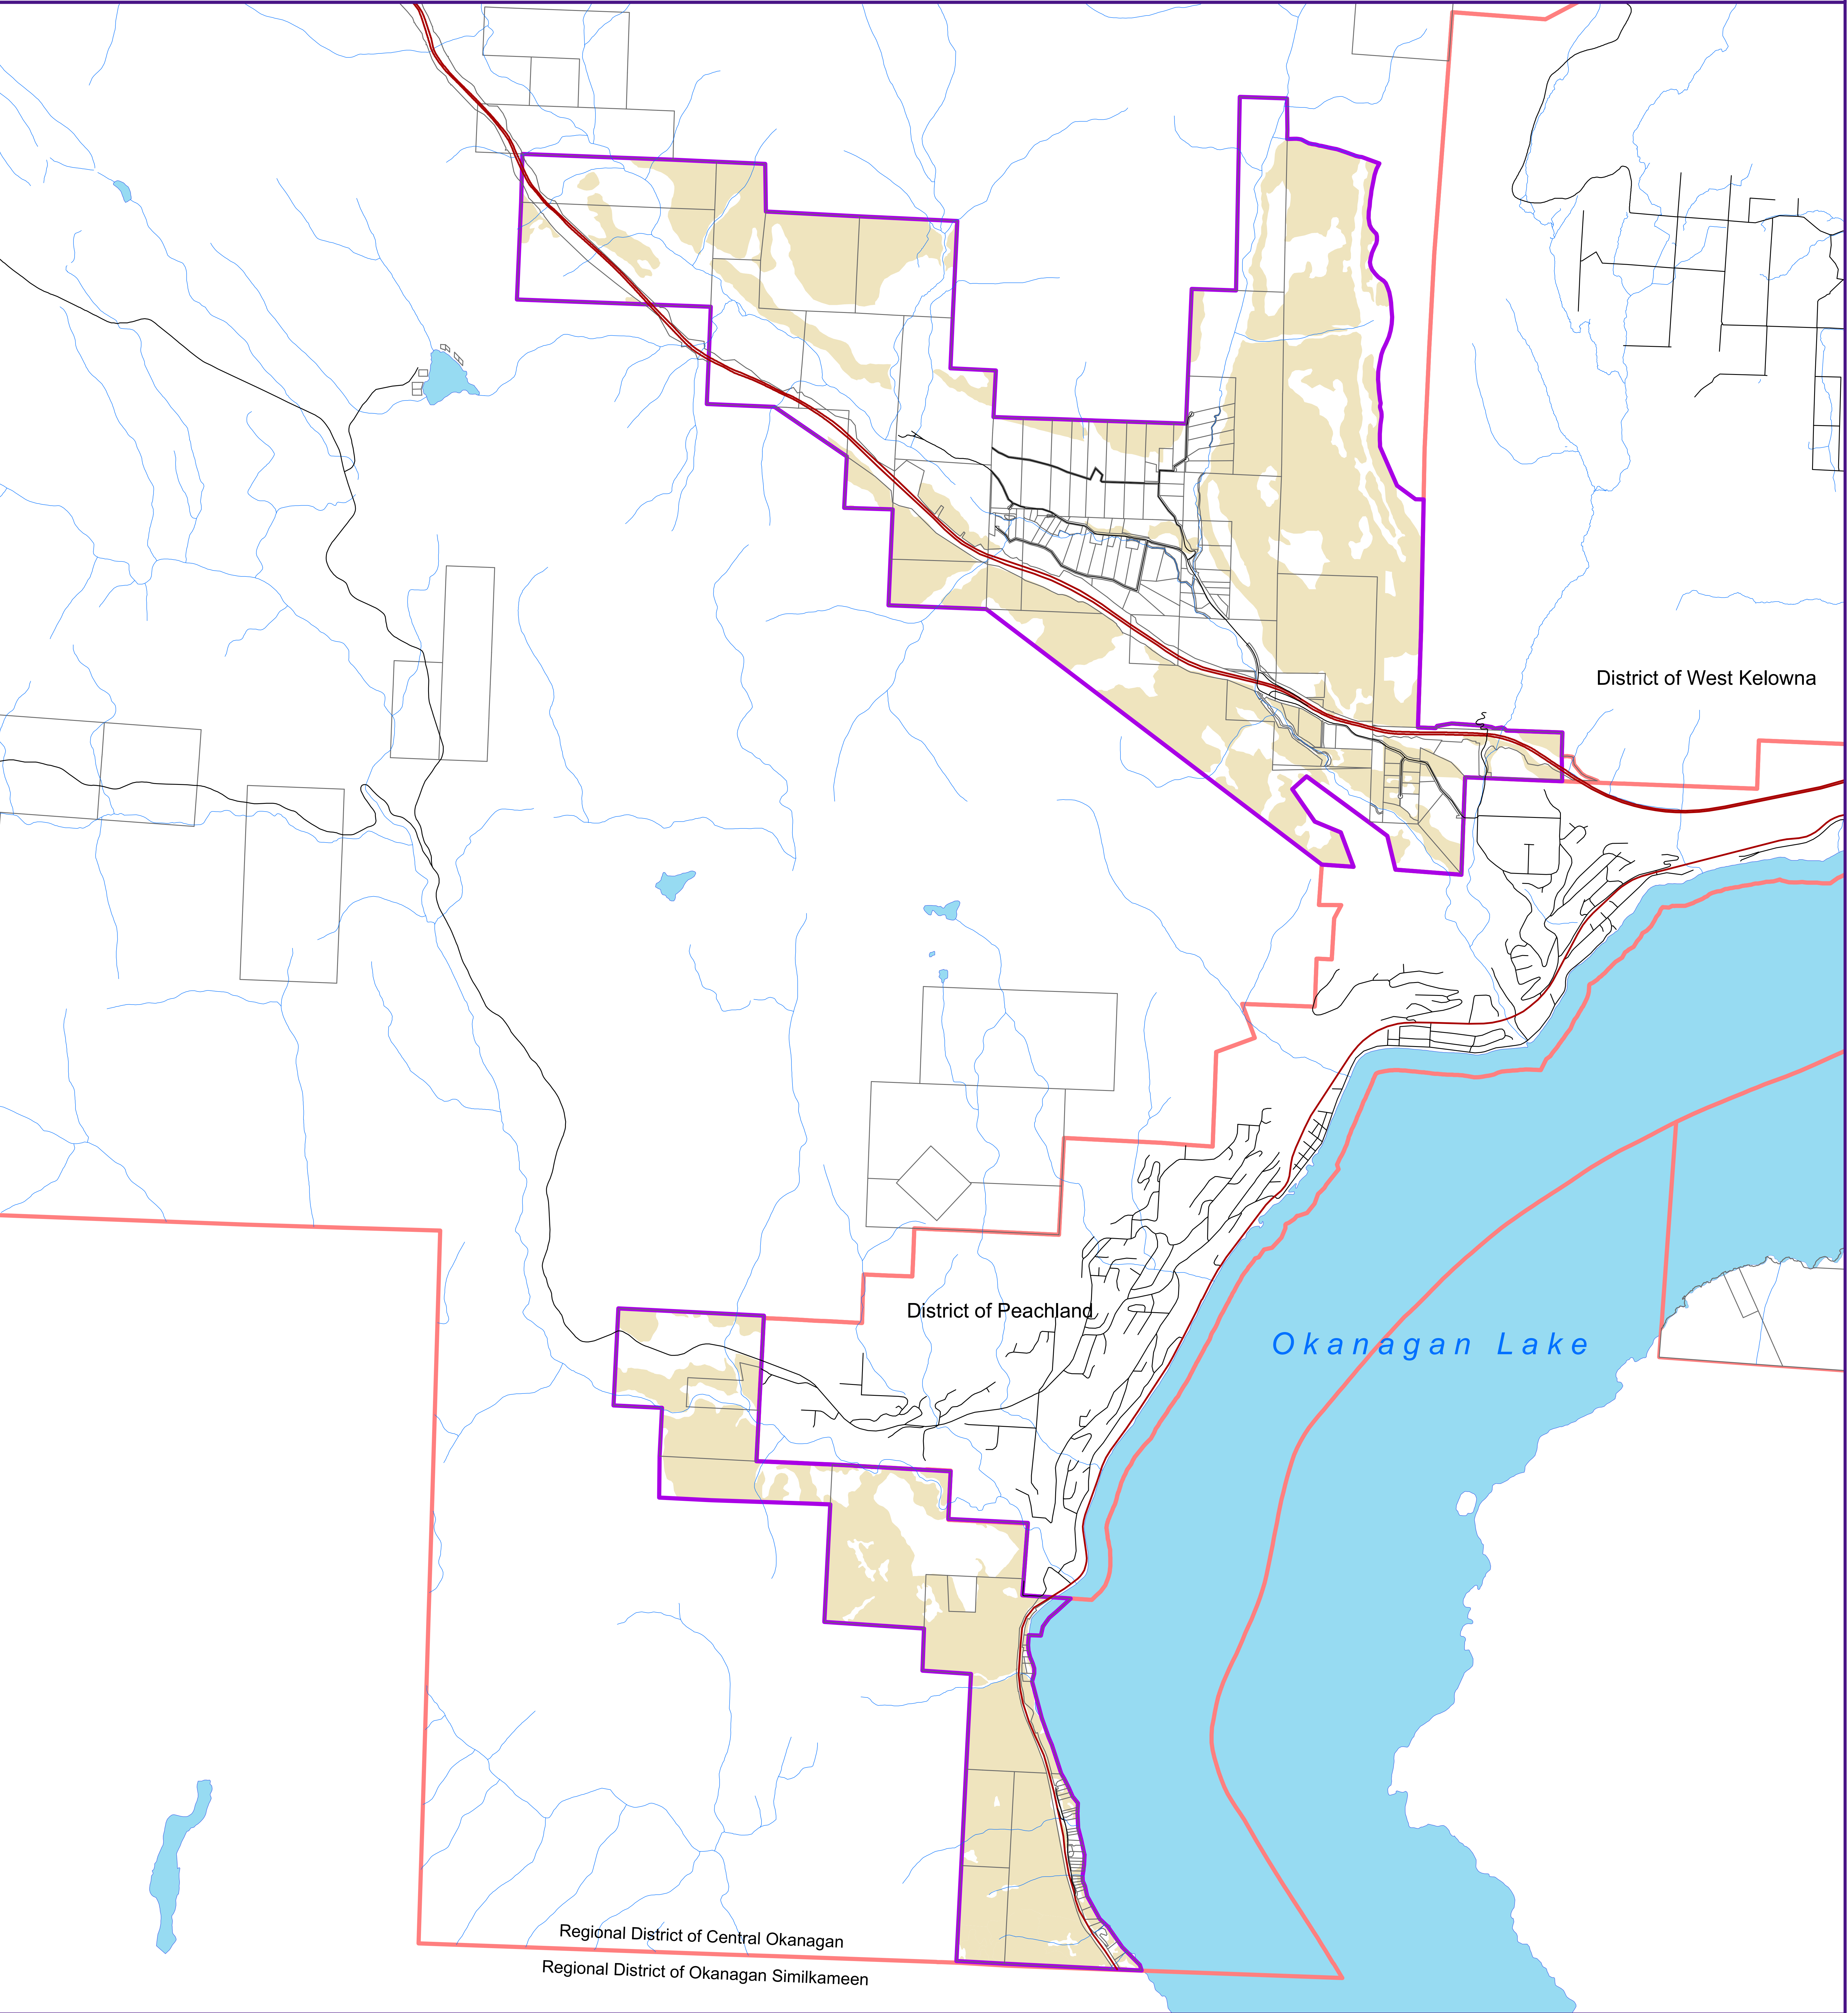 District of West Kelowna
District of Peachland
Okanagan Lake
Regional District of Central Okanagan
Regional District of Okanagan Similkameen